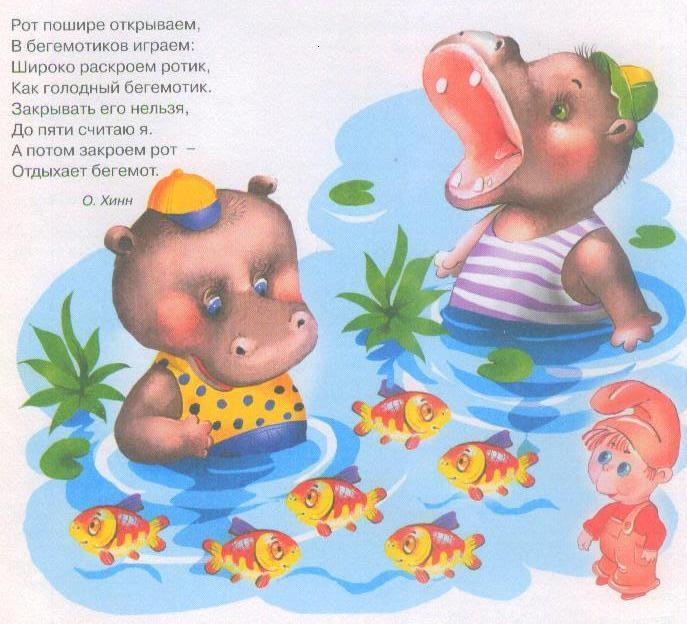 Рот пошире открываем,
В бегемотиков играем:
Широко раскроем ротик,
Как голодный бегемотик.
Закрывать его нельзя,
До пяти считаю я.
А потом закроем рот –
Отдыхает бегемот.
О. Хинн